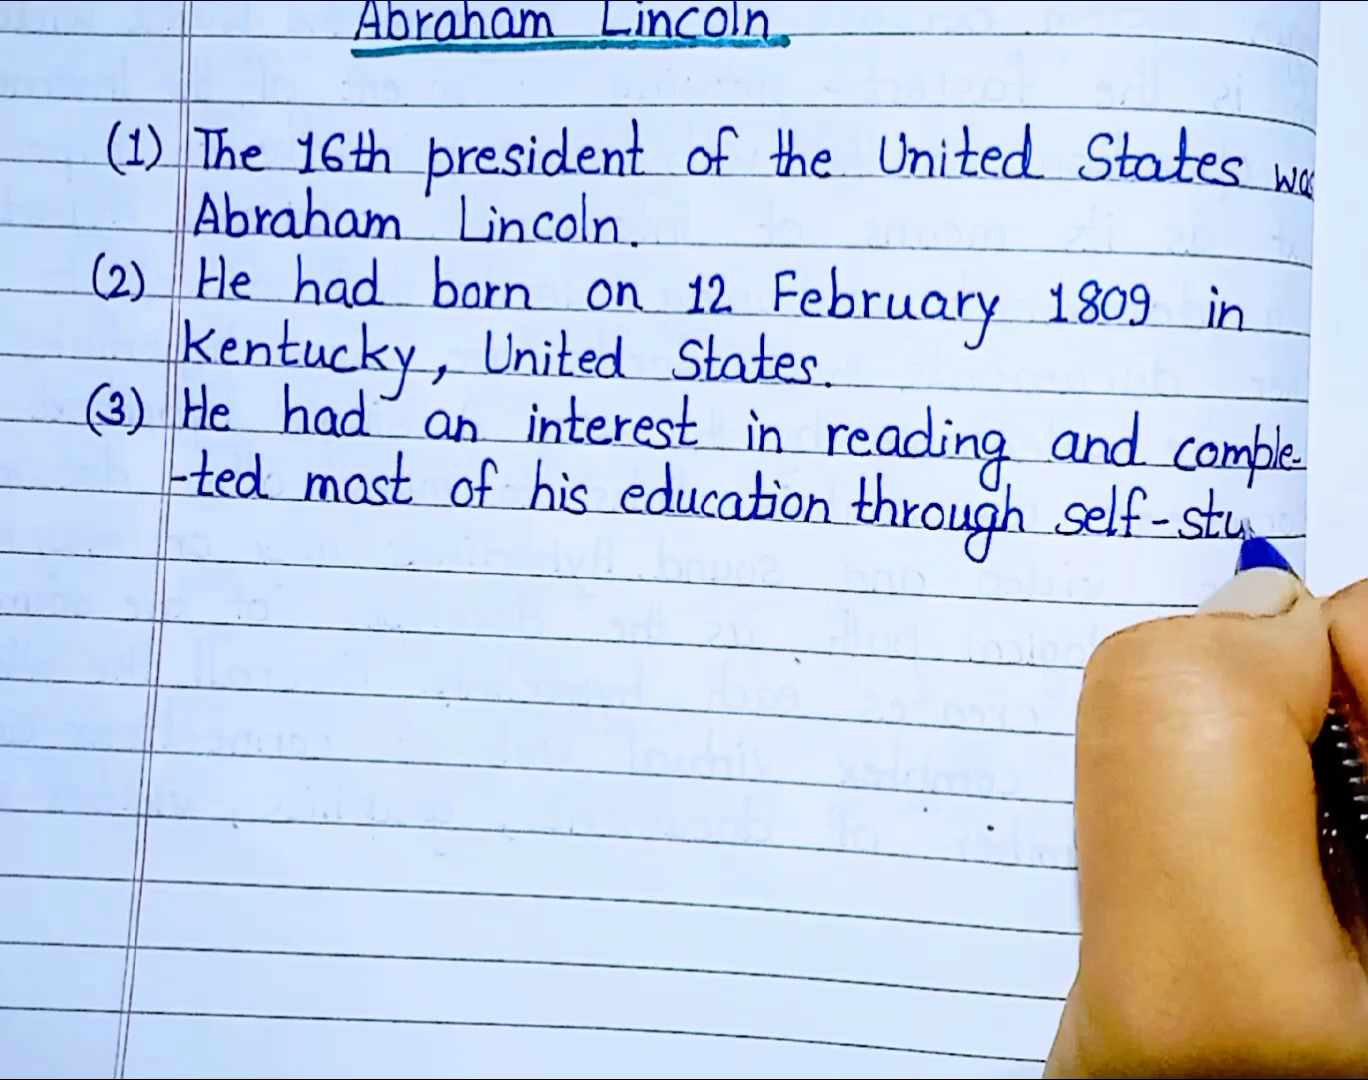 Abraham Lincoln
(1) The 16th president of the United States was
Abraham Lincoln.
(2) He had born on 12 February 1809 in
Kentucky, United States.
(3) He had an interest in reading and comple-
-ted most of his education through self-stu